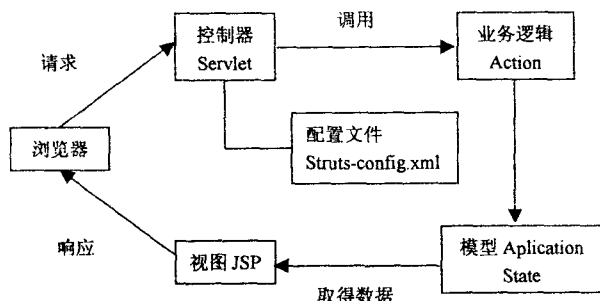 控制器
Servlet
调用
业务逻辑
Action
请求
配置文件
Struts-config.xml
浏览器
响应
视图 JSP
模型 Aplication
State
取得数据